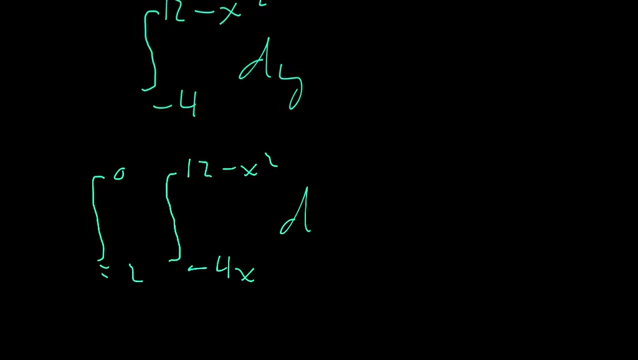 ∫_{-4}^{12-x²} dy
∫_{-2}^{0} ∫_{-4x}^{12-x²} d